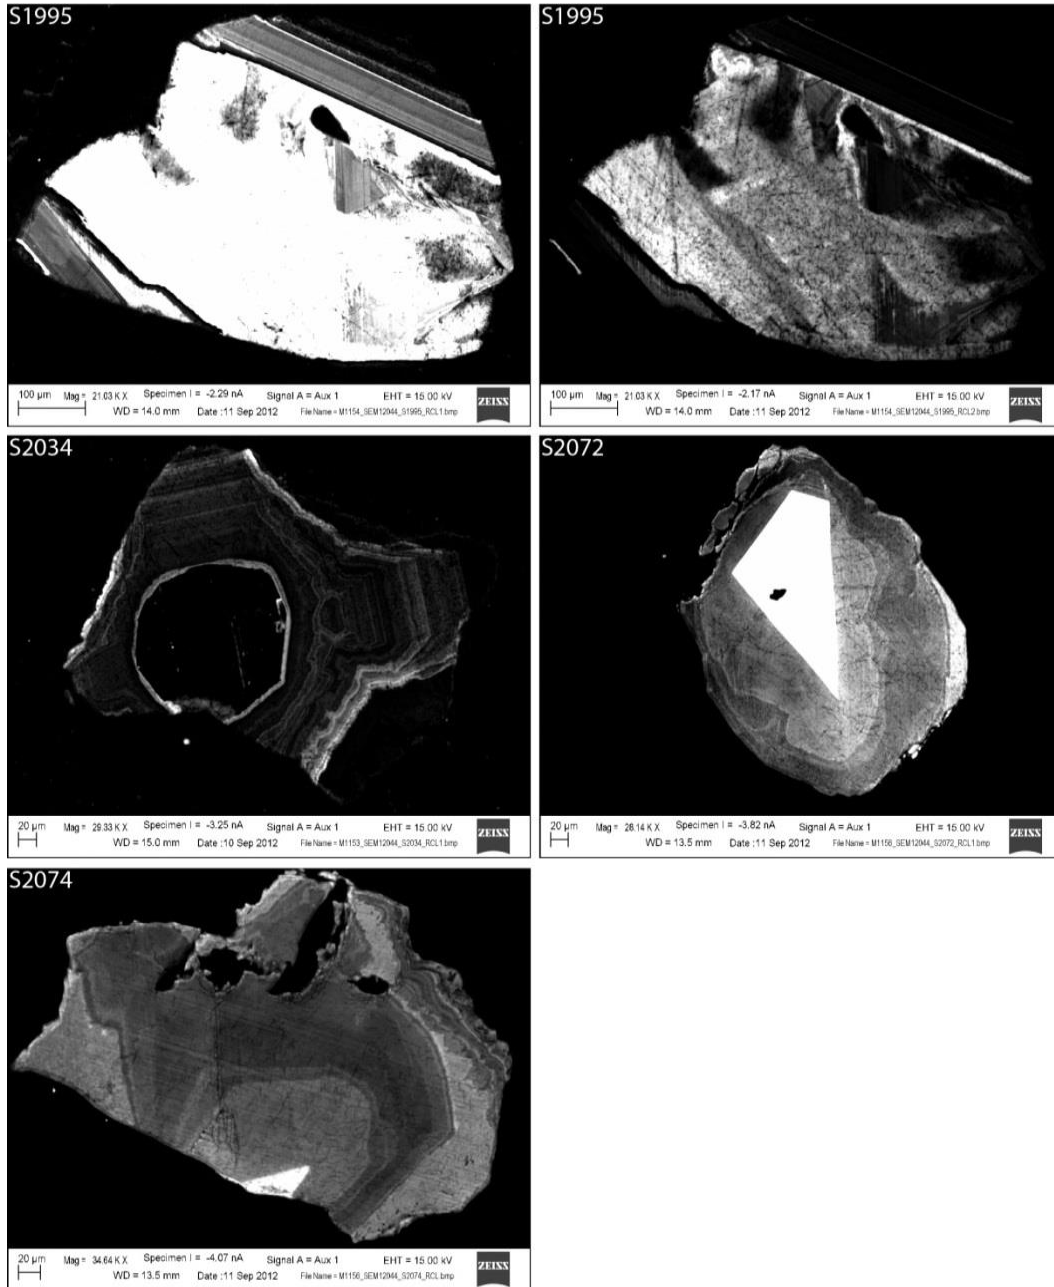 S1995
100 µm Mag = 21.03 K X Specimen I = -2.29 nA Signal A = Aux 1 EHT = 15.00 kV ZEISS
WD = 14.0 mm Date :11 Sep 2012 File Name = M1154_SEM12044_S1995_RCL1.bmp
S1995
100 µm Mag = 21.03 K X Specimen I = -2.17 nA Signal A = Aux 1 EHT = 15.00 kV ZEISS
WD = 14.0 mm Date :11 Sep 2012 File Name = M1154_SEM12044_S1995_RCL2.bmp
S2034
20 µm Mag = 29.33 K X Specimen I = -3.25 nA Signal A = Aux 1 EHT = 15.00 kV ZEISS
WD = 15.0 mm Date :10 Sep 2012 File Name = M1153_SEM12044_S2034_RCL1.bmp
S2072
20 µm Mag = 26.14 K X Specimen I = -3.82 nA Signal A = Aux 1 EHT = 15.00 kV ZEISS
WD = 13.5 mm Date :11 Sep 2012 File Name = M1156_SEM12044_S2072_RCL1.bmp
S2074
20 µm Mag = 34.64 K X Specimen I = -4.07 nA Signal A = Aux 1 EHT = 15.00 kV ZEISS
WD = 13.5 mm Date :11 Sep 2012 File Name = M1156_SEM12044_S2074_RCL.bmp